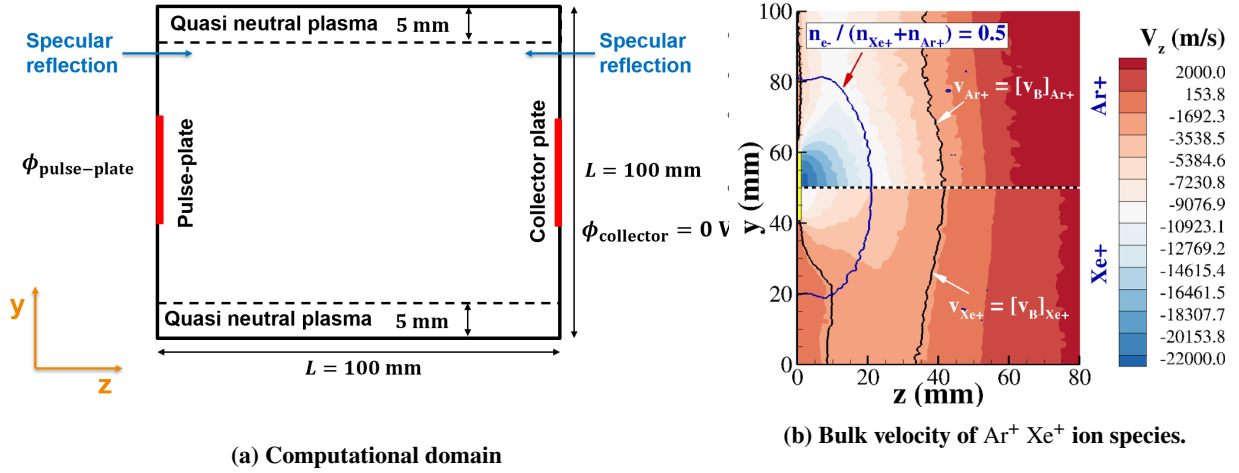 Quasi neutral plasma
5 mm
Specular
reflection
Specular
reflection
ϕpulse−plate
Pulse-plate
Collector plate
L = 100 mm
ϕcollector = 0 V
Quasi neutral plasma
5 mm
y
z
L = 100 mm
(a) Computational domain
100
80
60
40
20
0
y (mm)
0
20
40
60
80
z (mm)
ne- / (nXe+ + nAr+) = 0.5
vAr+ = [vB]Ar+
vXe+ = [vB]Xe+
Ar+
Xe+
Vz (m/s)
2000.0
153.8
-1692.3
-3538.5
-5384.6
-7230.8
-9076.9
-10923.1
-12769.2
-14615.4
-16461.5
-18307.7
-20153.8
-22000.0
(b) Bulk velocity of Ar+ Xe+ ion species.